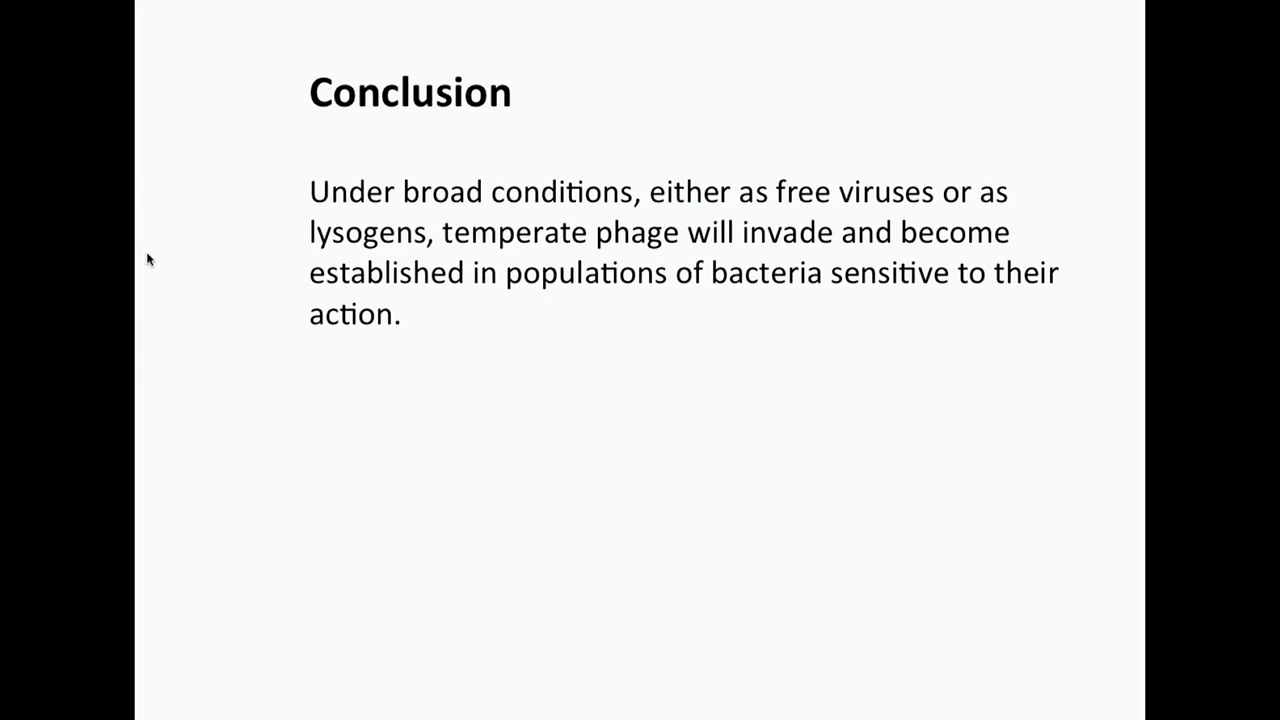 Conclusion
Under broad conditions, either as free viruses or as
lysogens, temperate phage will invade and become
established in populations of bacteria sensitive to their
action.